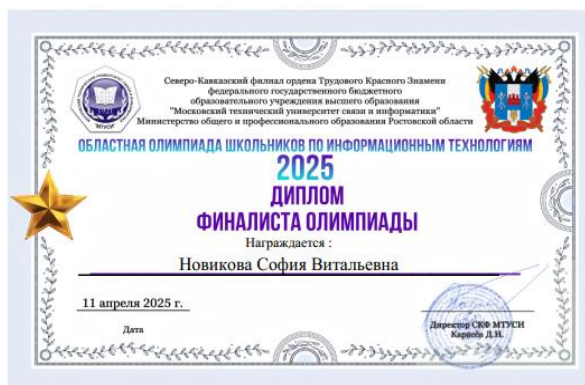 Северо-Кавказский филиал ордена Трудового Красного Знамени
федерального государственного бюджетного
образовательного учреждения высшего образования
"Московский технический университет связи и информатики"
Министерство общего и профессионального образования Ростовской области
МТУСИ
ОБЛАСТНАЯ ОЛИМПИАДА ШКОЛЬНИКОВ ПО ИНФОРМАЦИОННЫМ ТЕХНОЛОГИЯМ
2025
ДИПЛОМ
ФИНАЛИСТА ОЛИМПИАДЫ
Награждается :
Новикова София Витальевна
11 апреля 2025 г.
Дата
Директор СКФ МТУСИ